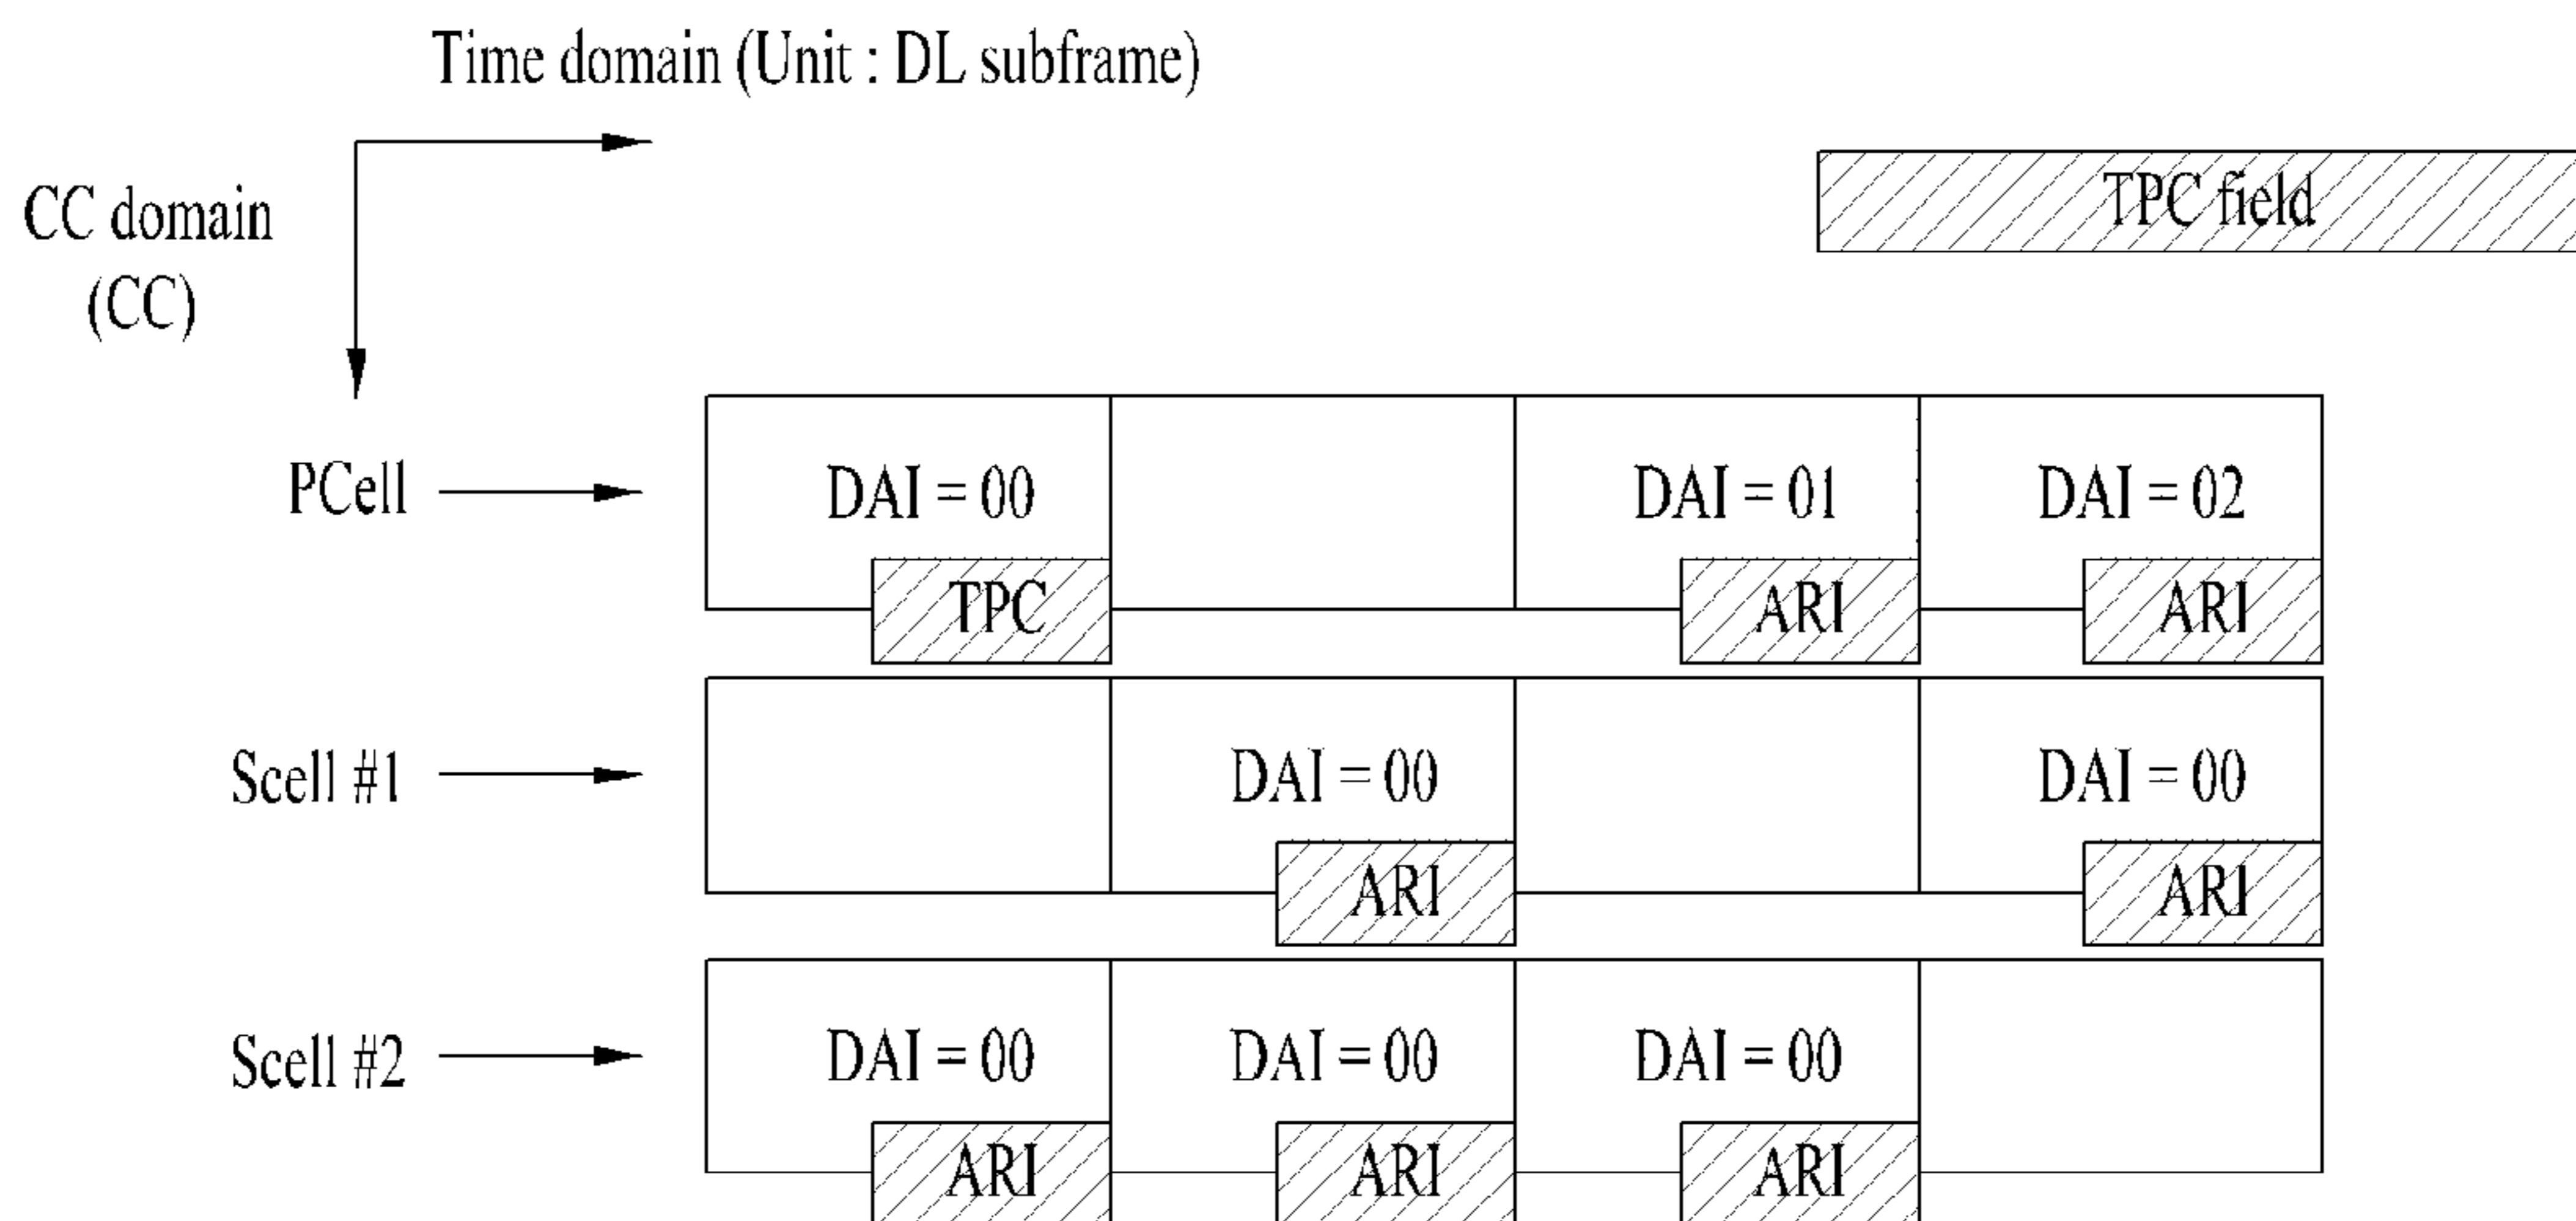 Time domain (Unit : DL subframe)
CC domain
(CC)
TPC field
PCell
DAI = 00
DAI = 01
DAI = 02
TPC
ARI
ARI
Scell #1
DAI = 00
DAI = 00
ARI
ARI
Scell #2
DAI = 00
DAI = 00
DAI = 00
ARI
ARI
ARI